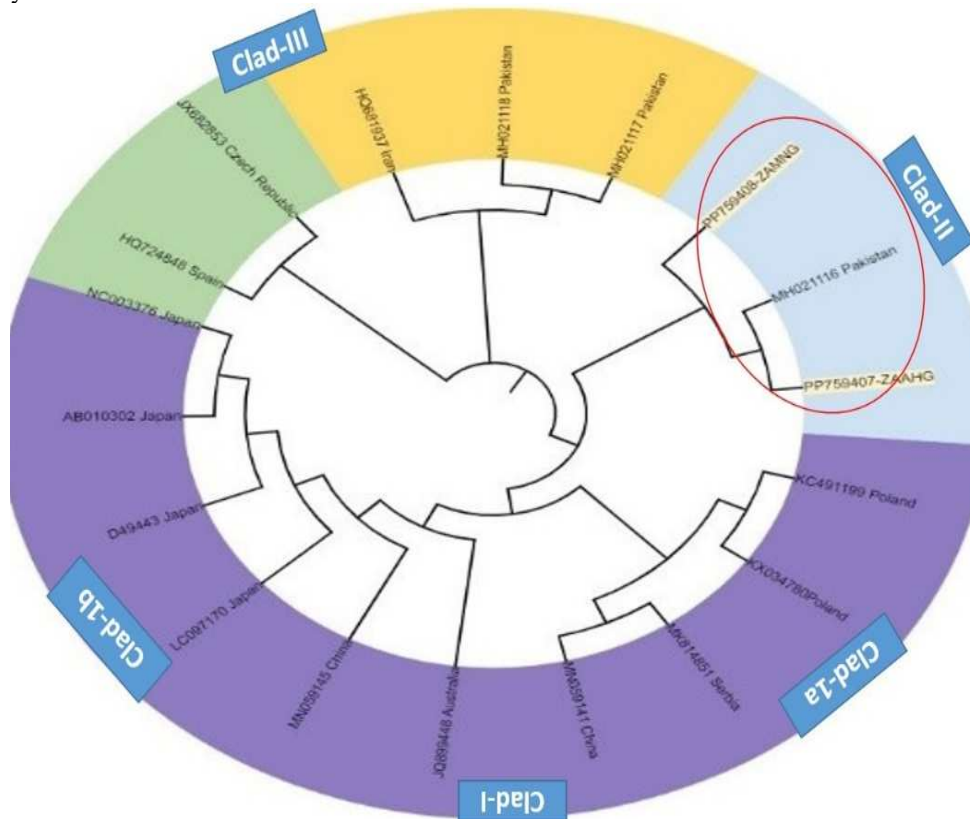 y
Clad-III
JX682853 Czech Republic
HQ724848 Spain
HQ681937 Iran
MH021118 Pakistan
MH021117 Pakistan
PP759408-ZAMNG
MH021116 Pakistan
PP759407-ZAAHG
Clad-II
NC003376 Japan
AB010302 Japan
D49443 Japan
LC097170 Japan
MN059145 China
JQ899448 Australia
MN059141 China
MK814851 Serbia
KX034780Poland
KC491199 Poland
Clad-1b
Clad-1a
Clad-I